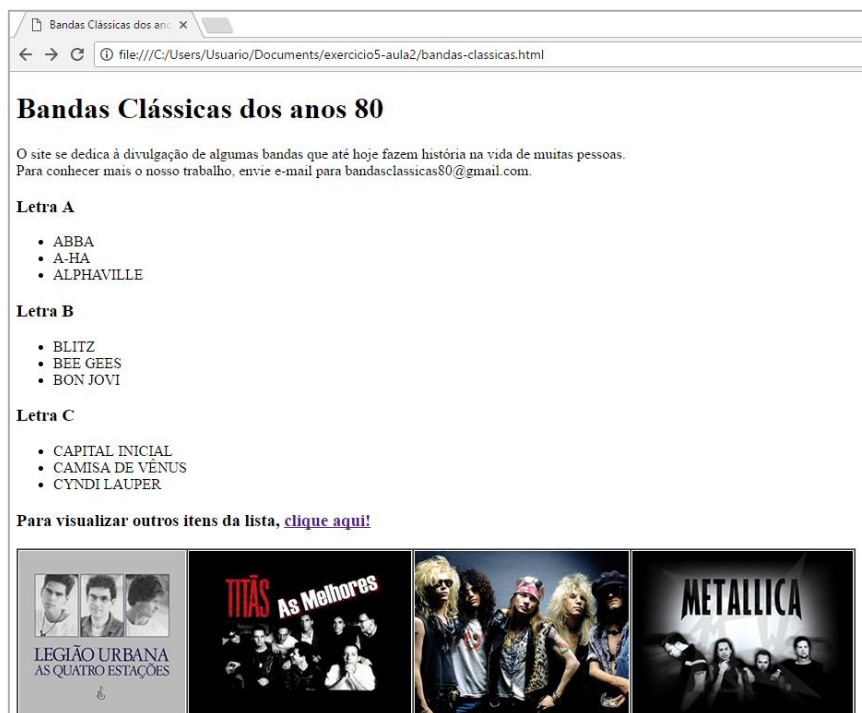 Bandas Clássicas dos ano
file:///C:/Users/Usuario/Documents/exercicio5-aula2/bandas-classicas.html
Bandas Clássicas dos anos 80
O site se dedica à divulgação de algumas bandas que até hoje fazem história na vida de muitas pessoas.
Para conhecer mais o nosso trabalho, envie e-mail para bandasclassicas80@gmail.com.
Letra A
• ABBA
• A-HA
• ALPHAVILLE
Letra B
• BLITZ
• BEE GEES
• BON JOVI
Letra C
• CAPITAL INICIAL
• CAMISA DE VÊNUS
• CYNDI LAUPER
Para visualizar outros itens da lista, clique aqui!
LEGIÃO URBANA
AS QUATRO ESTAÇÕES
TITÃS As Melhores
METALLICA